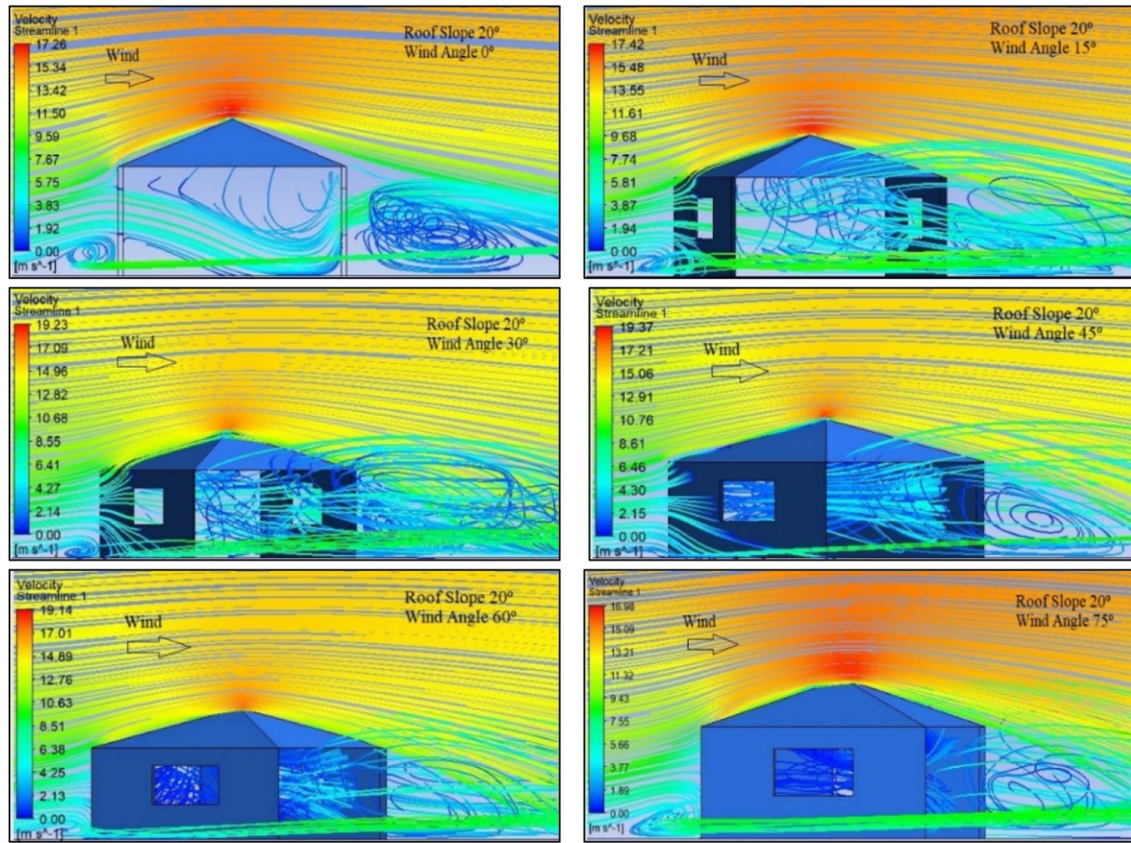 Velocity
Streamline 1
17.26
15.34
13.42
11.50
9.59
7.67
5.75
3.83
1.92
0.00
[m s^-1]
Wind
Roof Slope 20°
Wind Angle 0°
Velocity
Streamline 1
17.42
15.48
13.55
11.61
9.68
7.74
5.81
3.87
1.94
0.00
[m s^-1]
Wind
Roof Slope 20°
Wind Angle 15°
Velocity
Streamline 1
19.23
17.09
14.96
12.82
10.68
8.55
6.41
4.27
2.14
0.00
[m s^-1]
Wind
Roof Slope 20°
Wind Angle 30°
Velocity
Streamline 1
19.37
17.21
15.06
12.91
10.76
8.61
6.46
4.30
2.15
0.00
[m s^-1]
Wind
Roof Slope 20°
Wind Angle 45°
Velocity
Streamline 1
19.14
17.01
14.89
12.76
10.63
8.51
6.38
4.25
2.13
0.00
[m s^-1]
Wind
Roof Slope 20°
Wind Angle 60°
Velocity
Streamline 1
16.98
15.09
13.21
11.32
9.43
7.55
5.66
3.77
1.89
0.00
[m s^-1]
Wind
Roof Slope 20°
Wind Angle 75°